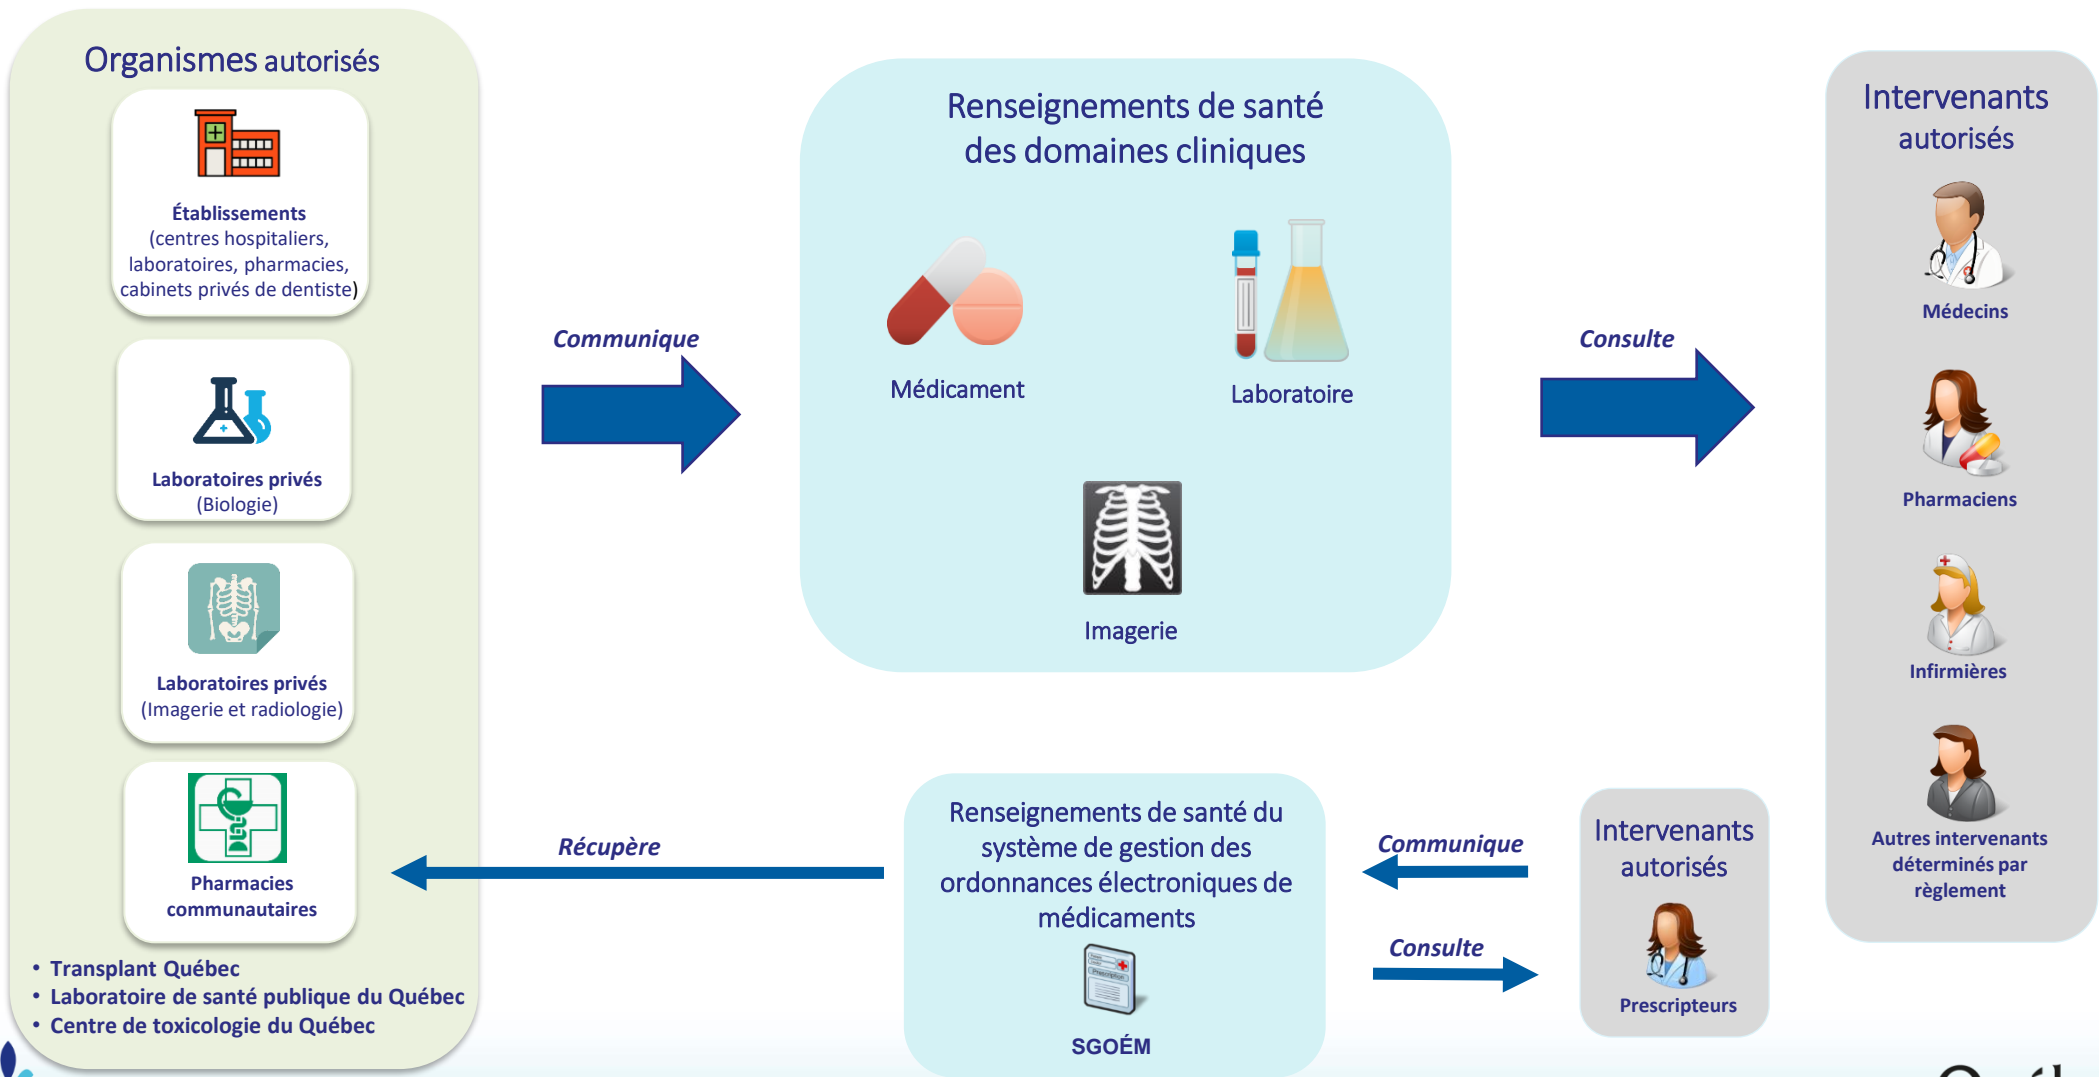 Organismes autorisés
Établissements
(centres hospitaliers,
laboratoires, pharmacies,
cabinets privés de dentiste)
Laboratoires privés
(Biologie)
Laboratoires privés
(Imagerie et radiologie)
Pharmacies
communautaires
• Transplant Québec
• Laboratoire de santé publique du Québec
• Centre de toxicologie du Québec
Communique
Renseignements de santé
des domaines cliniques
Médicament
Laboratoire
Imagerie
Consulte
Intervenants
autorisés
Médecins
Pharmaciens
Infirmières
Autres intervenants
déterminés par
règlement
Récupère
Renseignements de santé du
système de gestion des
ordonnances électroniques de
médicaments
Prescription
SGOÉM
Communique
Consulte
Intervenants
autorisés
Prescripteurs